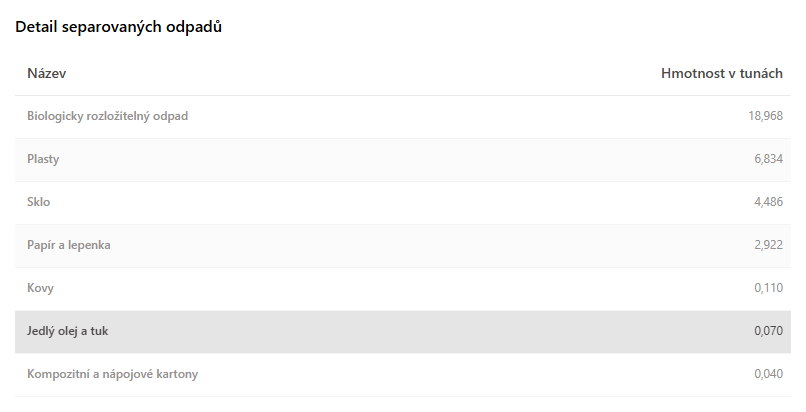 Detail separovaných odpadů
Název Hmotnost v tunách
Biologicky rozložitelný odpad 18,968
Plasty 6,834
Sklo 4,486
Papír a lepenka 2,922
Kovy 0,110
Jedlý olej a tuk 0,070
Kompozitní a nápojové kartony 0,040